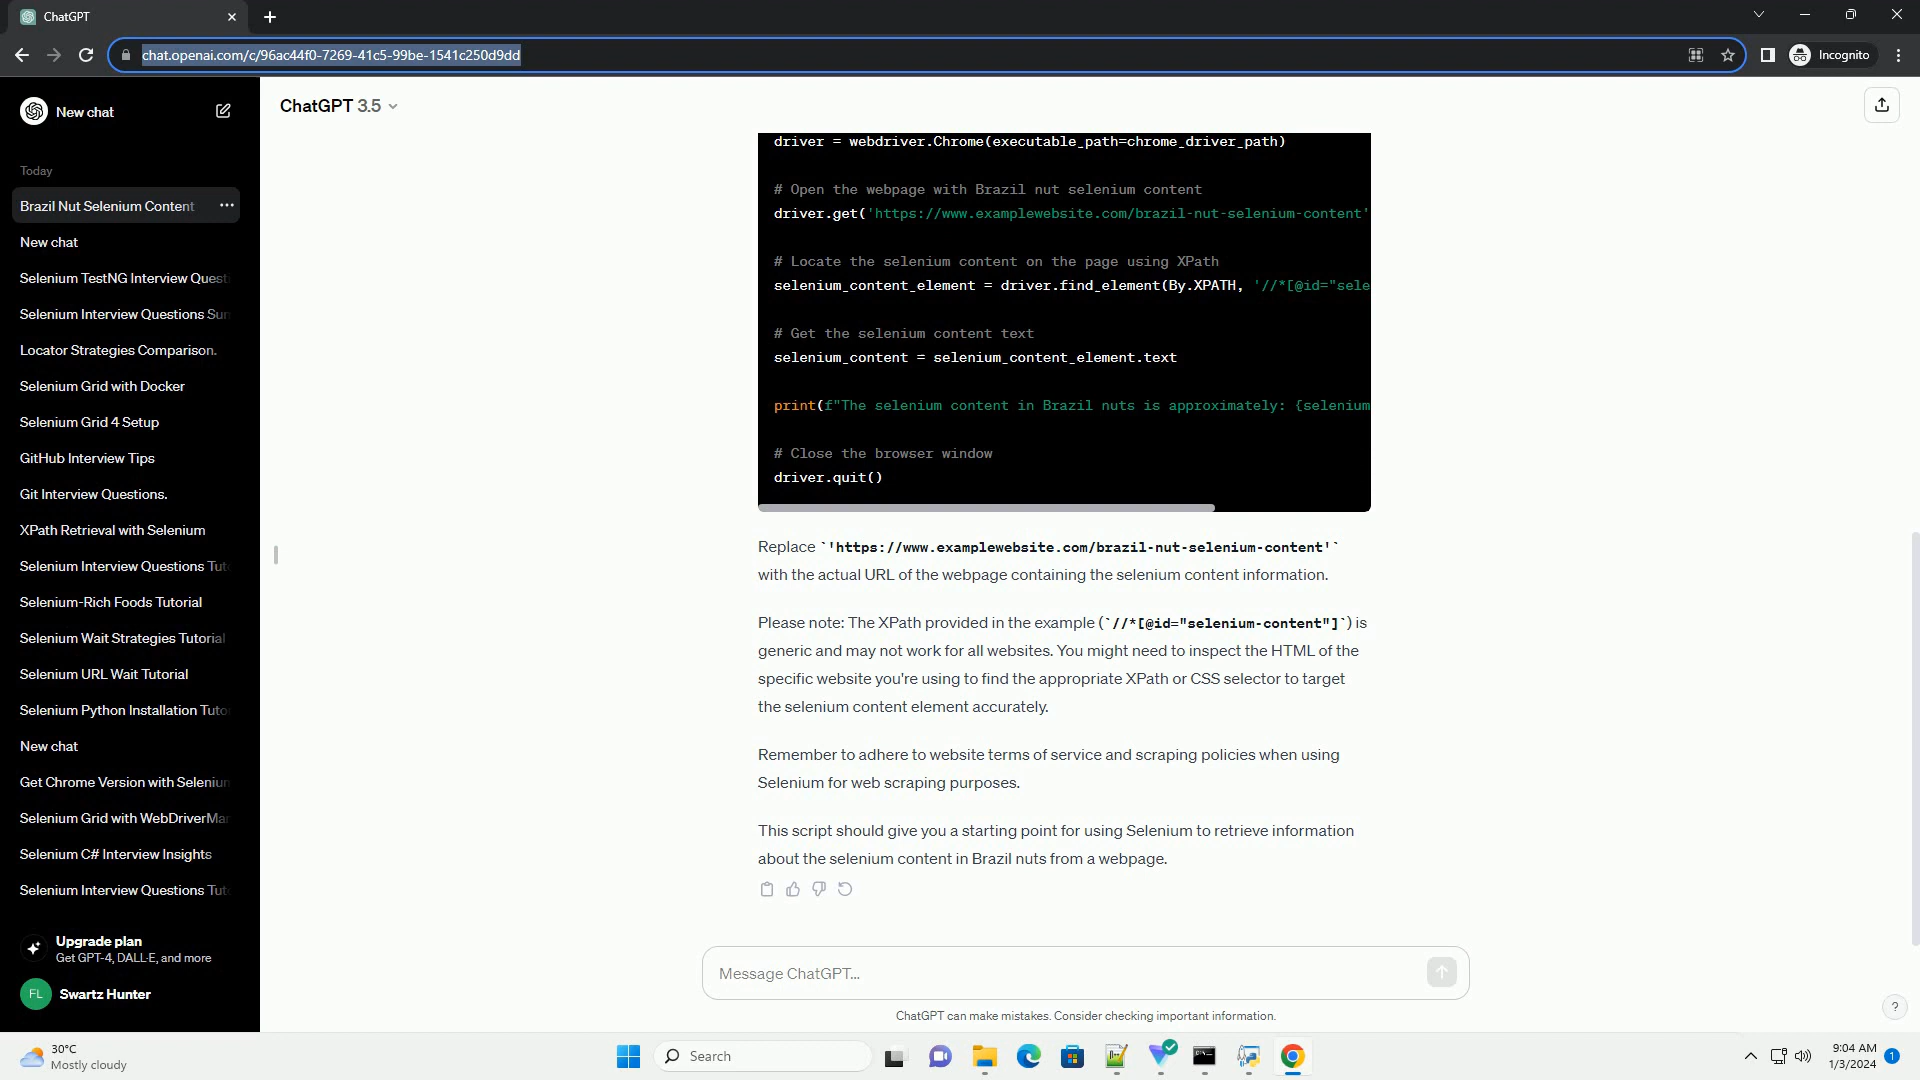 ChatGPT
chat.openai.com/c/96ac44f0-7269-41c5-99be-1541c250d9dd
Incognito
New chat
Today
Brazil Nut Selenium Content
New chat
Selenium TestNG Interview Quest
Selenium Interview Questions Sum
Locator Strategies Comparison.
Selenium Grid with Docker
Selenium Grid 4 Setup
GitHub Interview Tips
Git Interview Questions.
XPath Retrieval with Selenium
Selenium Interview Questions Tuto
Selenium-Rich Foods Tutorial
Selenium Wait Strategies Tutorial
Selenium URL Wait Tutorial
Selenium Python Installation Tuto
New chat
Get Chrome Version with Selenium
Selenium Grid with WebDriverMan
Selenium C# Interview Insights
Selenium Interview Questions Tuto
Upgrade plan
Get GPT-4, DALL·E, and more
FL
Swartz Hunter
ChatGPT 3.5
driver = webdriver.Chrome(executable_path=chrome_driver_path)
# Open the webpage with Brazil nut selenium content
driver.get('https://www.examplewebsite.com/brazil-nut-selenium-content'
# Locate the selenium content on the page using XPath
selenium_content_element = driver.find_element(By.XPATH, '//*[@id="sele
# Get the selenium content text
selenium_content = selenium_content_element.text
print(f"The selenium content in Brazil nuts is approximately: {selenium
# Close the browser window
driver.quit()
Replace `'https://www.examplewebsite.com/brazil-nut-selenium-content'`
with the actual URL of the webpage containing the selenium content information.
Please note: The XPath provided in the example (`//*[@id="selenium-content"]`) is
generic and may not work for all websites. You might need to inspect the HTML of the
specific website you're using to find the appropriate XPath or CSS selector to target
the selenium content element accurately.
Remember to adhere to website terms of service and scraping policies when using
Selenium for web scraping purposes.
This script should give you a starting point for using Selenium to retrieve information
about the selenium content in Brazil nuts from a webpage.
Message ChatGPT...
ChatGPT can make mistakes. Consider checking important information.
?
30°C
Mostly cloudy
Search
9:04 AM
1/3/2024
1